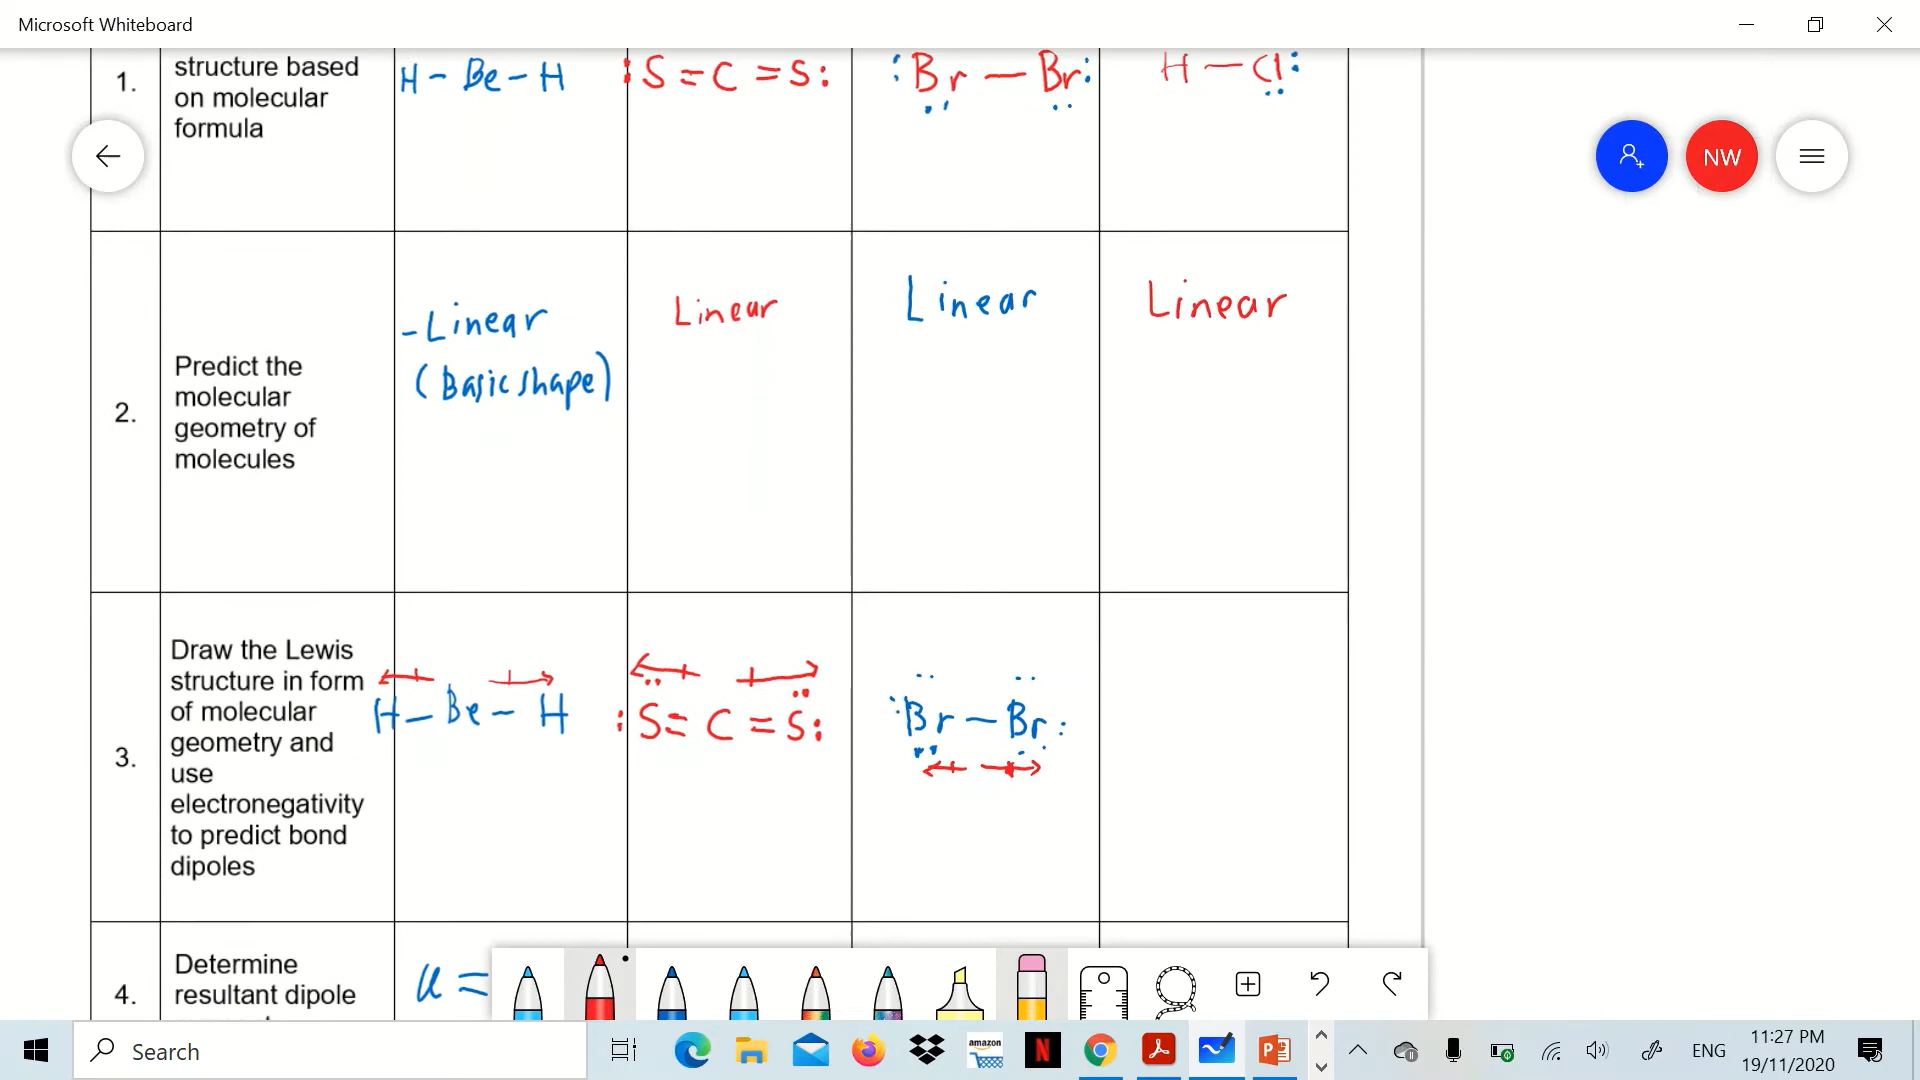 Microsoft Whiteboard
1.
structure based
on molecular
formula
H - Be - H
:S = C = S:
:Br — Br:
H — Cl:
NW
2.
Predict the
molecular
geometry of
molecules
- Linear
(Basic shape)
Linear
Linear
Linear
3.
Draw the Lewis
structure in form
of molecular
geometry and
use
electronegativity
to predict bond
dipoles
H - Be - H
:S = C = S:
:Br - Br:
4.
Determine
resultant dipole
u =
Search
amazon
N
ENG
11:27 PM
19/11/2020